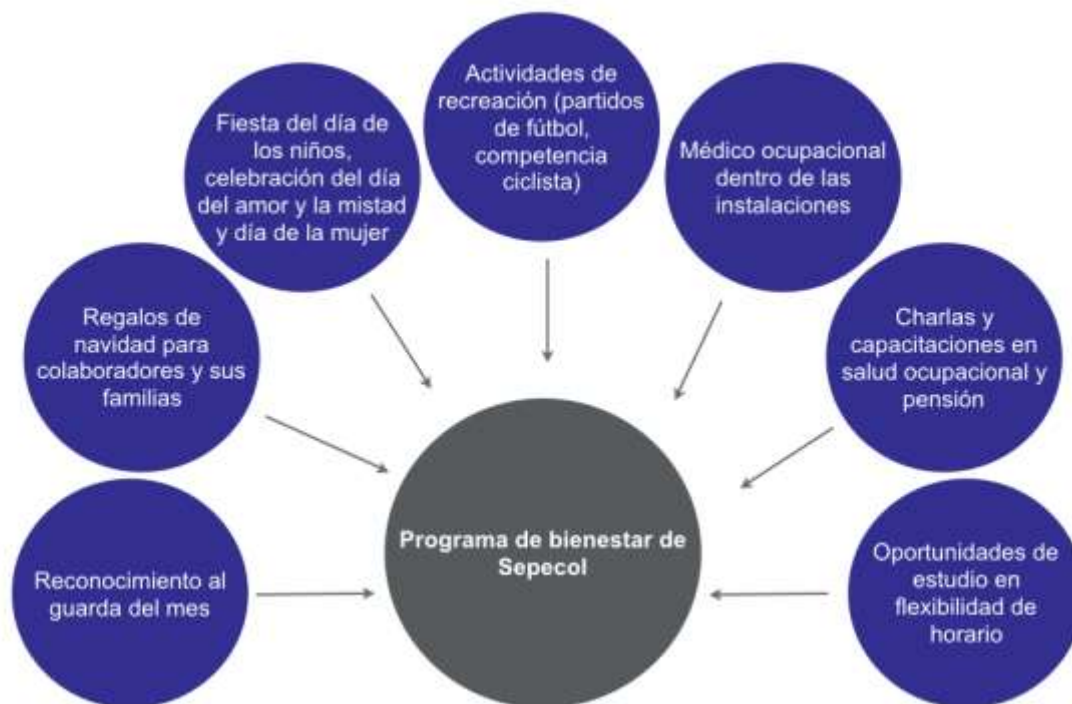 Actividades de
recreación (partidos
de fútbol,
competencia
ciclista)
Fiesta del día de
los niños,
celebración del día
del amor y la mistad
y día de la mujer
Médico ocupacional
dentro de las
instalaciones
Regalos de
navidad para
colaboradores y sus
familias
Charlas y
capacitaciones en
salud ocupacional y
pensión
Reconocimiento al
guarda del mes
Programa de bienestar de
Sepecol
Oportunidades de
estudio en
flexibilidad de
horario